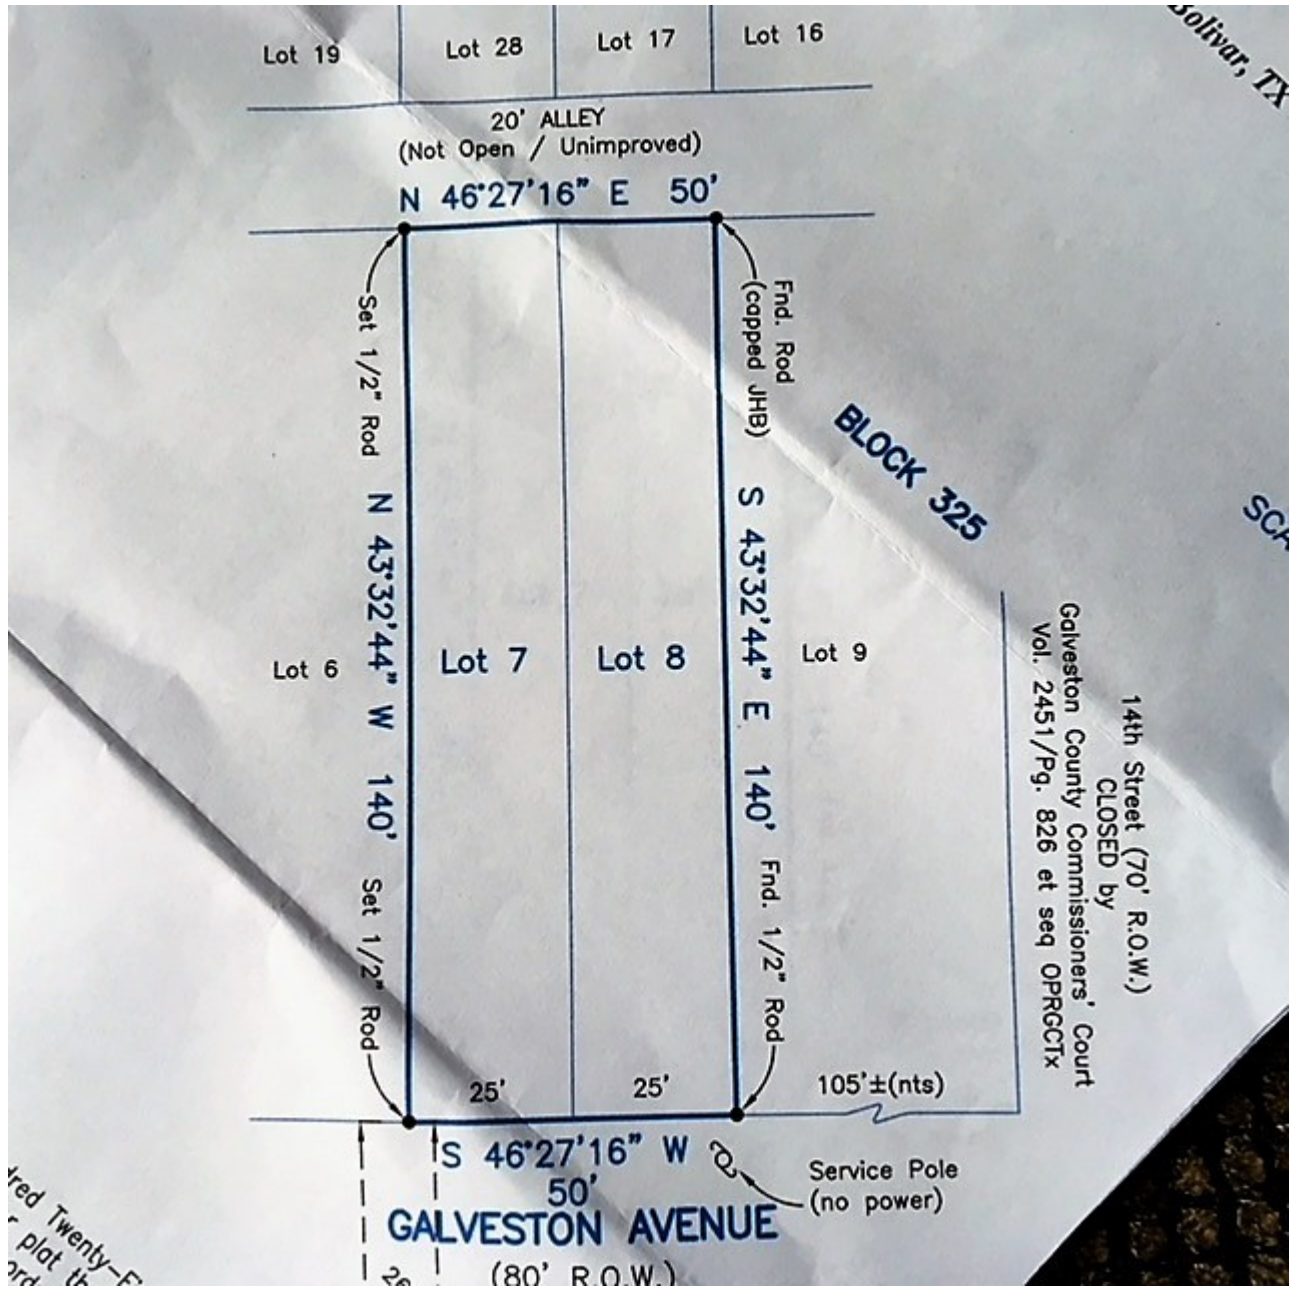 Bolivar, TX
Lot 19
Lot 28
Lot 17
Lot 16
20' ALLEY
(Not Open / Unimproved)
N 46°27'16" E 50'
Set 1/2" Rod
Fnd. Rod
(capped JHB)
BLOCK 325
N 43°32'44" W 140'
S 43°32'44" E 140'
Lot 6
Lot 7
Lot 8
Lot 9
14th Street (70' R.O.W.)
CLOSED by
Galveston County Commissioners' Court
Vol. 2451/Pg. 826 et seq OPRGCTx
Set 1/2" Rod
Fnd. 1/2" Rod
25'
25'
105'±(nts)
S 46°27'16" W
50'
Service Pole
(no power)
GALVESTON AVENUE
(80' R.O.W.)
Twenty-
plat